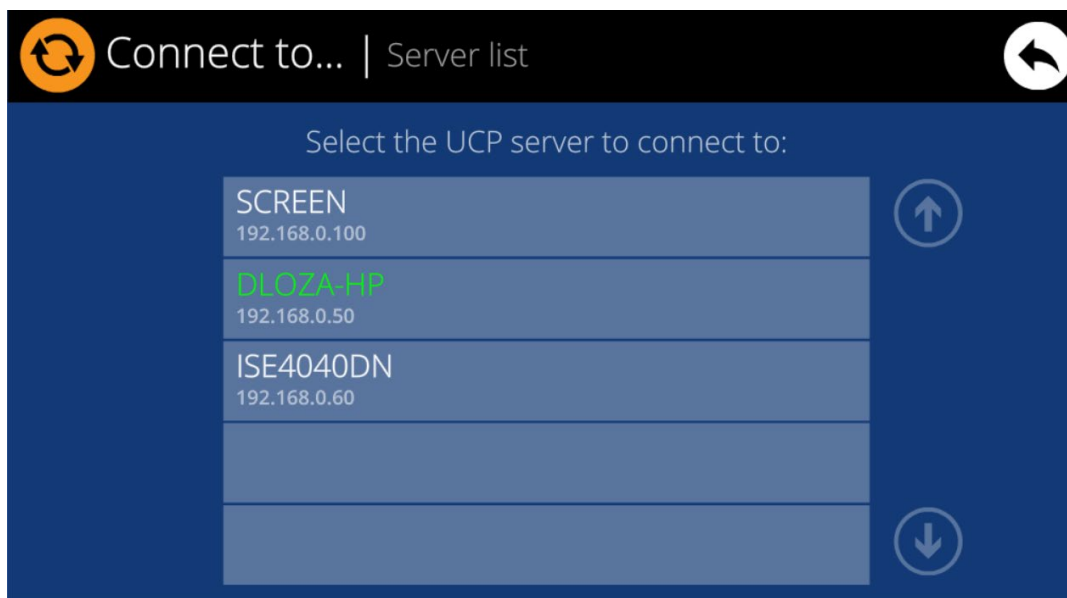 Connect to... | Server list
Select the UCP server to connect to:
SCREEN
192.168.0.100
DLOZA-HP
192.168.0.50
ISE4040DN
192.168.0.60